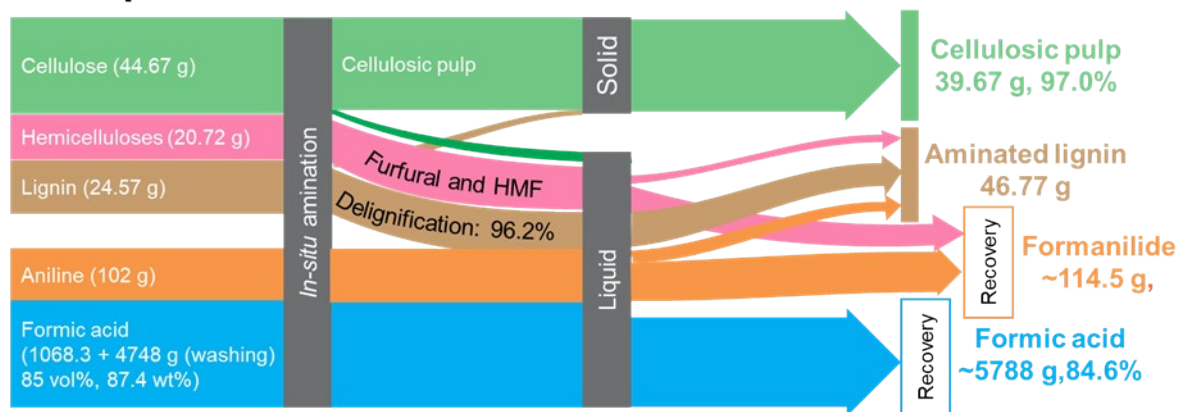 Cellulose (44.67 g)
Hemicelluloses (20.72 g)
Lignin (24.57 g)
Aniline (102 g)
Formic acid
(1068.3 + 4748 g (washing)
85 vol%, 87.4 wt%)
In-situ amination
Cellulosic pulp
Furfural and HMF
Delignification: 96.2%
Solid
Liquid
Cellulosic pulp
39.67 g, 97.0%
Aminated lignin
46.77 g
Recovery
Formanilide
~114.5 g,
Recovery
Formic acid
~5788 g,84.6%